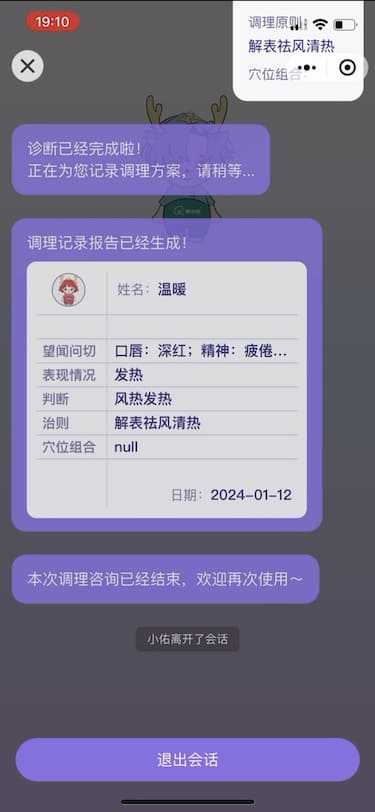 19:10
调理原则:
解表祛风清热
穴位组合:
诊断已经完成啦！
正在为您记录调理方案，请稍等...
调理记录报告已经生成！
姓名： 温暖
望闻问切 口唇：深红；精神：疲倦...
表现情况 发热
判断 风热发热
治则 解表祛风清热
穴位组合 null
日期： 2024-01-12
本次调理咨询已经结束，欢迎再次使用～
小佑离开了会话
退出会话